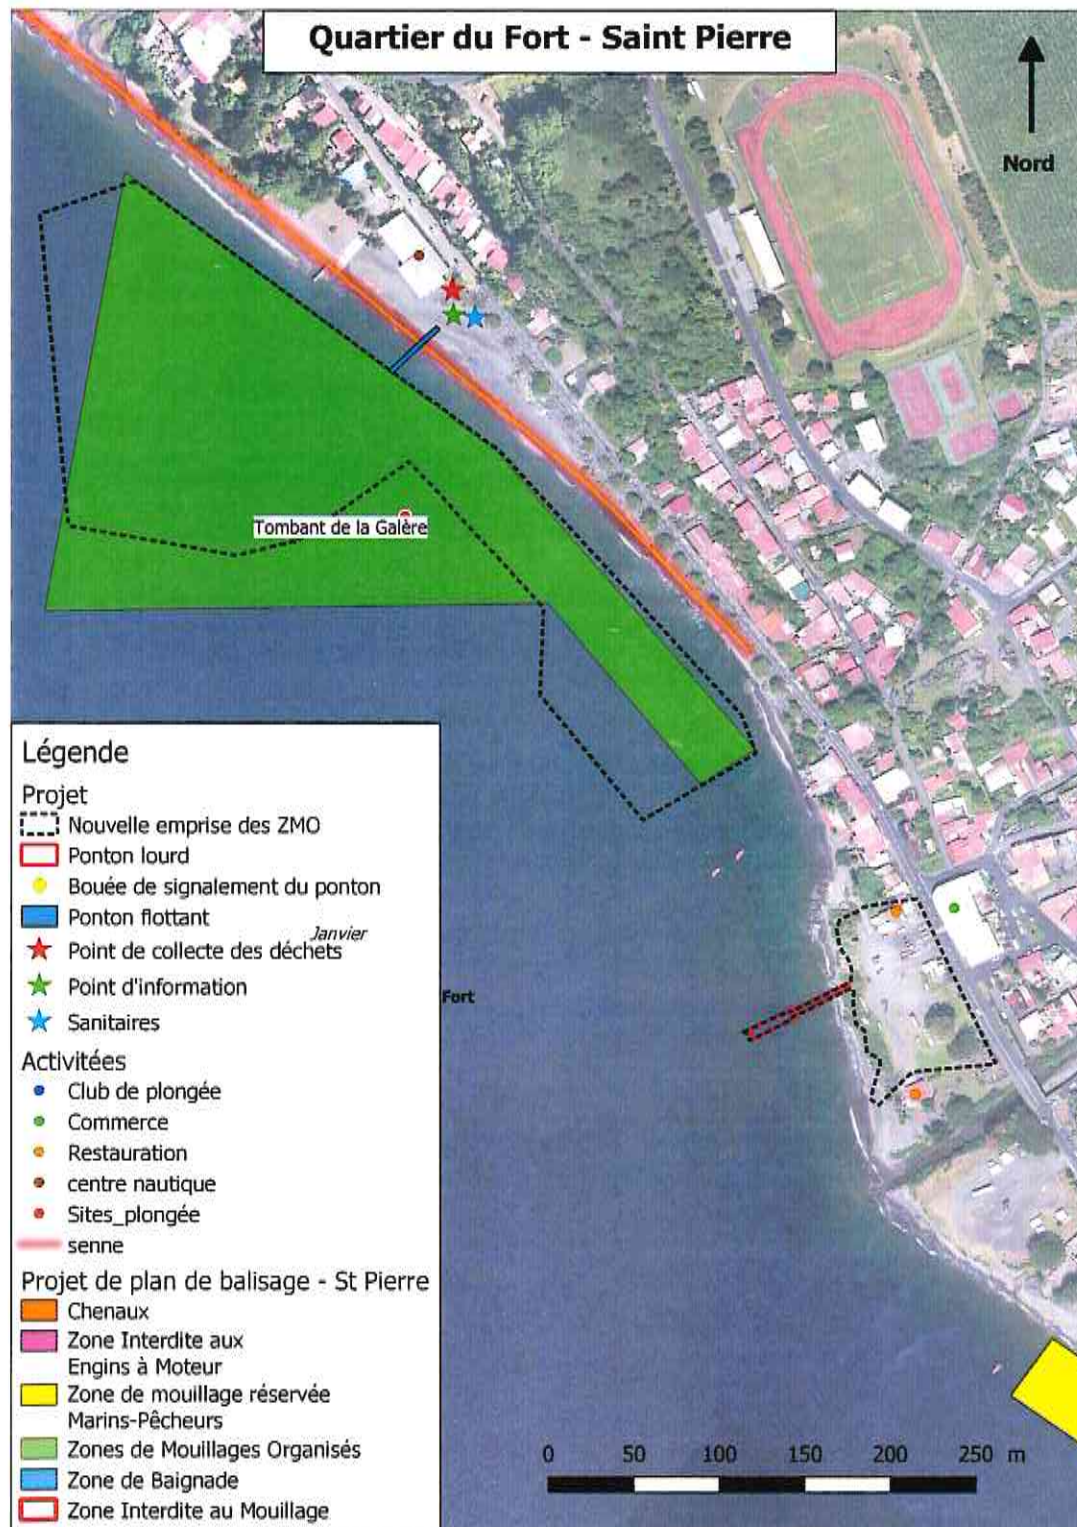 Quartier du Fort - Saint Pierre
Nord
Tombant de la Galère
Légende
Projet
Nouvelle emprise des ZMO
Ponton lourd
Bouée de signalement du ponton
Ponton flottant
Janvier
Point de collecte des déchets
Point d'information
Fort
Sanitaires
Activitées
Club de plongée
Commerce
Restauration
centre nautique
Sites_plongée
senne
Projet de plan de balisage - St Pierre
Chenaux
Zone Interdite aux
Engins à Moteur
Zone de mouillage réservée
Marins-Pêcheurs
Zones de Mouillages Organisés
Zone de Baignade
Zone Interdite au Mouillage
0 50 100 150 200 250 m